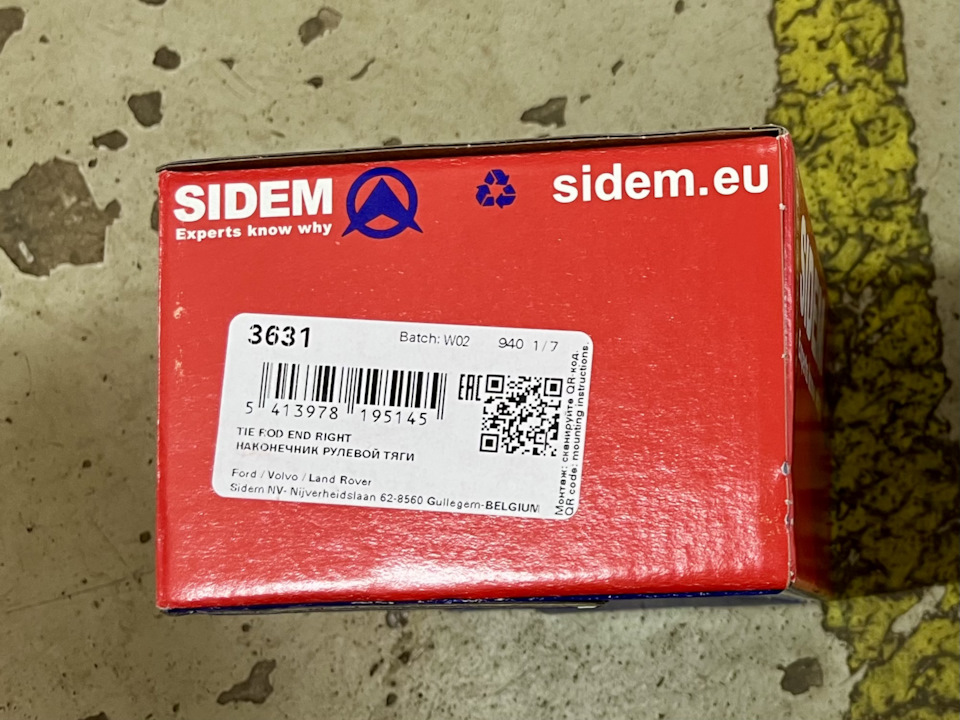 SIDEM
Experts know why
sidem.eu
3631
Batch: W02 940 1/7
EAC
5 413978 195145
TIE ROD END RIGHT
НАКОНЕЧНИК РУЛЕВОЙ ТЯГИ
Ford / Volvo / Land Rover
Sidem NV- Nijverheidslaan 62-8560 Gullegem-BELGIUM
Монтаж: сканируйте QR-код.
QR code: mounting instructions.